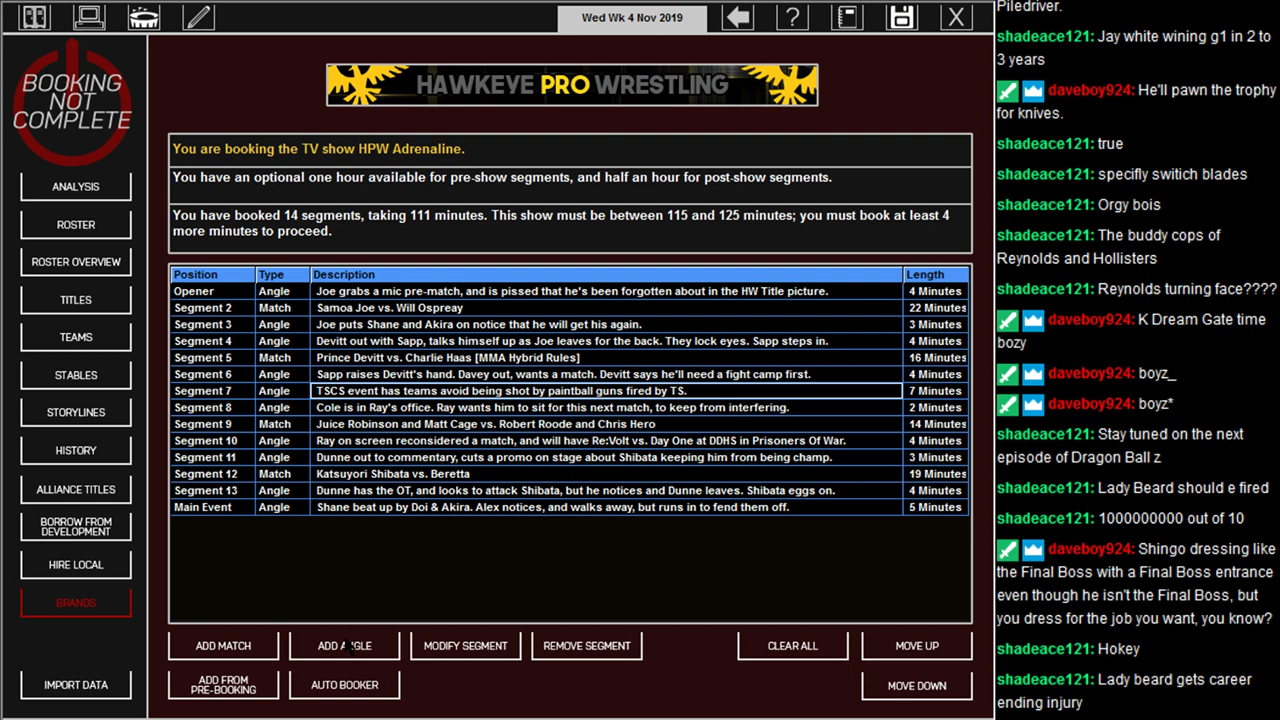 Wed Wk 4 Nov 2019
?
X
BOOKING
NOT
COMPLETE
ANALYSIS
ROSTER
ROSTER OVERVIEW
TITLES
TEAMS
STABLES
STORYLINES
HISTORY
ALLIANCE TITLES
BORROW FROM
DEVELOPMENT
HIRE LOCAL
BRANDS
IMPORT DATA
HAWKEYE PRO WRESTLING
You are booking the TV show HPW Adrenaline.
You have an optional one hour available for pre-show segments, and half an hour for post-show segments.
You have booked 14 segments, taking 111 minutes. This show must be between 115 and 125 minutes; you must book at least 4
more minutes to proceed.
Position Type Description Length
Opener Angle Joe grabs a mic pre-match, and is pissed that he's been forgotten about in the HW Title picture. 4 Minutes
Segment 2 Match Samoa Joe vs. Will Ospreay 22 Minutes
Segment 3 Angle Joe puts Shane and Akira on notice that he will get his again. 3 Minutes
Segment 4 Angle Devitt out with Sapp, talks himself up as Joe leaves for the back. They lock eyes. Sapp steps in. 4 Minutes
Segment 5 Match Prince Devitt vs. Charlie Haas [MMA Hybrid Rules] 16 Minutes
Segment 6 Angle Sapp raises Devitt's hand. Davey out, wants a match. Devitt says he'll need a fight camp first. 4 Minutes
Segment 7 Angle TSCS event has teams avoid being shot by paintball guns fired by TS. 7 Minutes
Segment 8 Angle Cole is in Ray's office. Ray wants him to sit for this next match, to keep from interfering. 2 Minutes
Segment 9 Match Juice Robinson and Matt Cage vs. Robert Roode and Chris Hero 14 Minutes
Segment 10 Angle Ray on screen reconsidered a match, and will have Re:Volt vs. Day One at DDHS in Prisoners Of War. 4 Minutes
Segment 11 Angle Dunne out to commentary, cuts a promo on stage about Shibata keeping him from being champ. 3 Minutes
Segment 12 Match Katsuyori Shibata vs. Beretta 19 Minutes
Segment 13 Angle Dunne has the OT, and looks to attack Shibata, but he notices and Dunne leaves. Shibata eggs on. 4 Minutes
Main Event Angle Shane beat up by Doi & Akira. Alex notices, and walks away, but runs in to fend them off. 5 Minutes
ADD MATCH
ADD ANGLE
MODIFY SEGMENT
REMOVE SEGMENT
CLEAR ALL
MOVE UP
ADD FROM
PRE-BOOKING
AUTO BOOKER
MOVE DOWN
Piledriver.
shadeace121: Jay white wining g1 in 2 to
3 years
daveboy924: He'll pawn the trophy
for knives.
shadeace121: true
shadeace121: specifly switich blades
shadeace121: Orgy bois
shadeace121: The buddy cops of
Reynolds and Hollisters
shadeace121: Reynolds turning face????
daveboy924: K Dream Gate time
bozy
daveboy924: boyz_
daveboy924: boyz*
shadeace121: Stay tuned on the next
episode of Dragon Ball z
shadeace121: Lady Beard should e fired
shadeace121: 1000000000 out of 10
daveboy924: Shingo dressing like
the Final Boss with a Final Boss entrance
even though he isn't the Final Boss, but
you dress for the job you want, you know?
shadeace121: Hokey
shadeace121: Lady beard gets career
ending injury